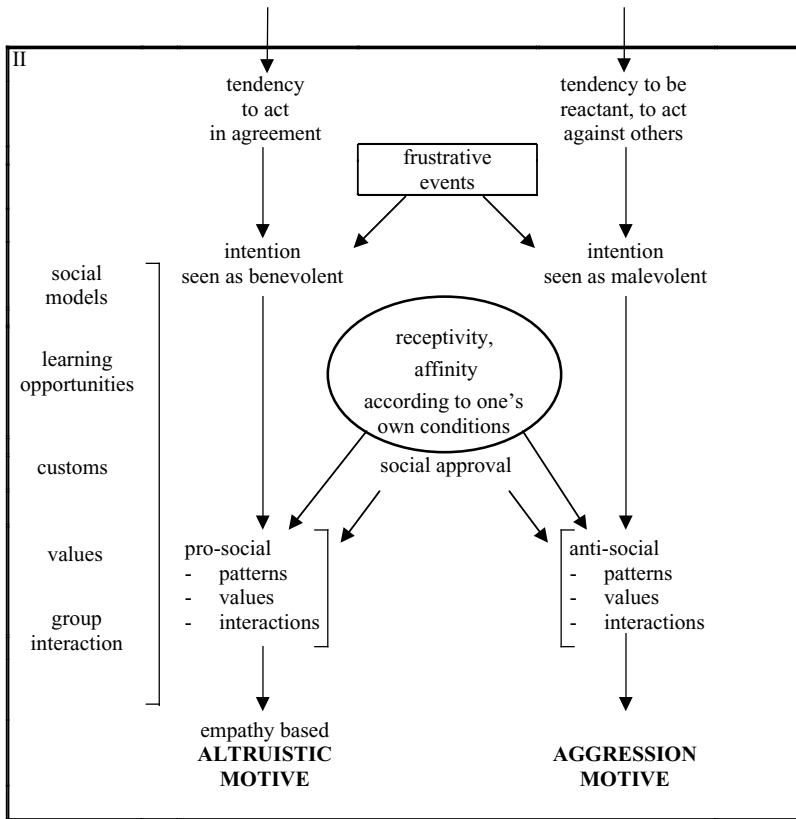 II
tendency
to act
in agreement
tendency to be
reactant, to act
against others
frustrative
events
intention
seen as benevolent
intention
seen as malevolent
social
models
learning
opportunities
customs
values
group
interaction
receptivity,
affinity
according to one’s
own conditions
social approval
pro-social
- patterns
- values
- interactions
anti-social
- patterns
- values
- interactions
empathy based
ALTRUISTIC
MOTIVE
AGGRESSION
MOTIVE